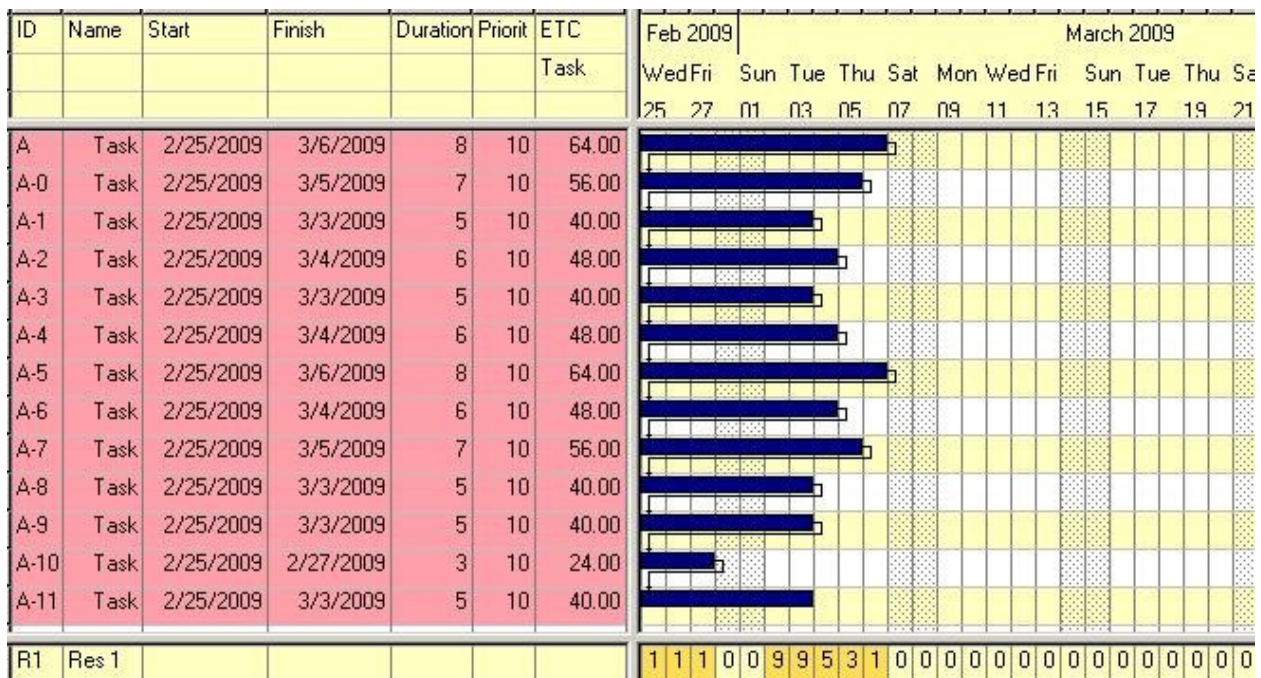 ID Name Start Finish Duration Priorit ETC Feb 2009 March 2009
Task Wed Fri Sun Tue Thu Sat Mon Wed Fri Sun Tue Thu Sa
25 27 01 03 05 07 09 11 13 15 17 19 21
A Task 2/25/2009 3/6/2009 8 10 64.00
A-0 Task 2/25/2009 3/5/2009 7 10 56.00
A-1 Task 2/25/2009 3/3/2009 5 10 40.00
A-2 Task 2/25/2009 3/4/2009 6 10 48.00
A-3 Task 2/25/2009 3/3/2009 5 10 40.00
A-4 Task 2/25/2009 3/4/2009 6 10 48.00
A-5 Task 2/25/2009 3/6/2009 8 10 64.00
A-6 Task 2/25/2009 3/4/2009 6 10 48.00
A-7 Task 2/25/2009 3/5/2009 7 10 56.00
A-8 Task 2/25/2009 3/3/2009 5 10 40.00
A-9 Task 2/25/2009 3/3/2009 5 10 40.00
A-10 Task 2/25/2009 2/27/2009 3 10 24.00
A-11 Task 2/25/2009 3/3/2009 5 10 40.00
R1 Res 1 1 1 1 0 0 9 9 5 3 1 0 0 0 0 0 0 0 0 0 0 0 0 0 0 0